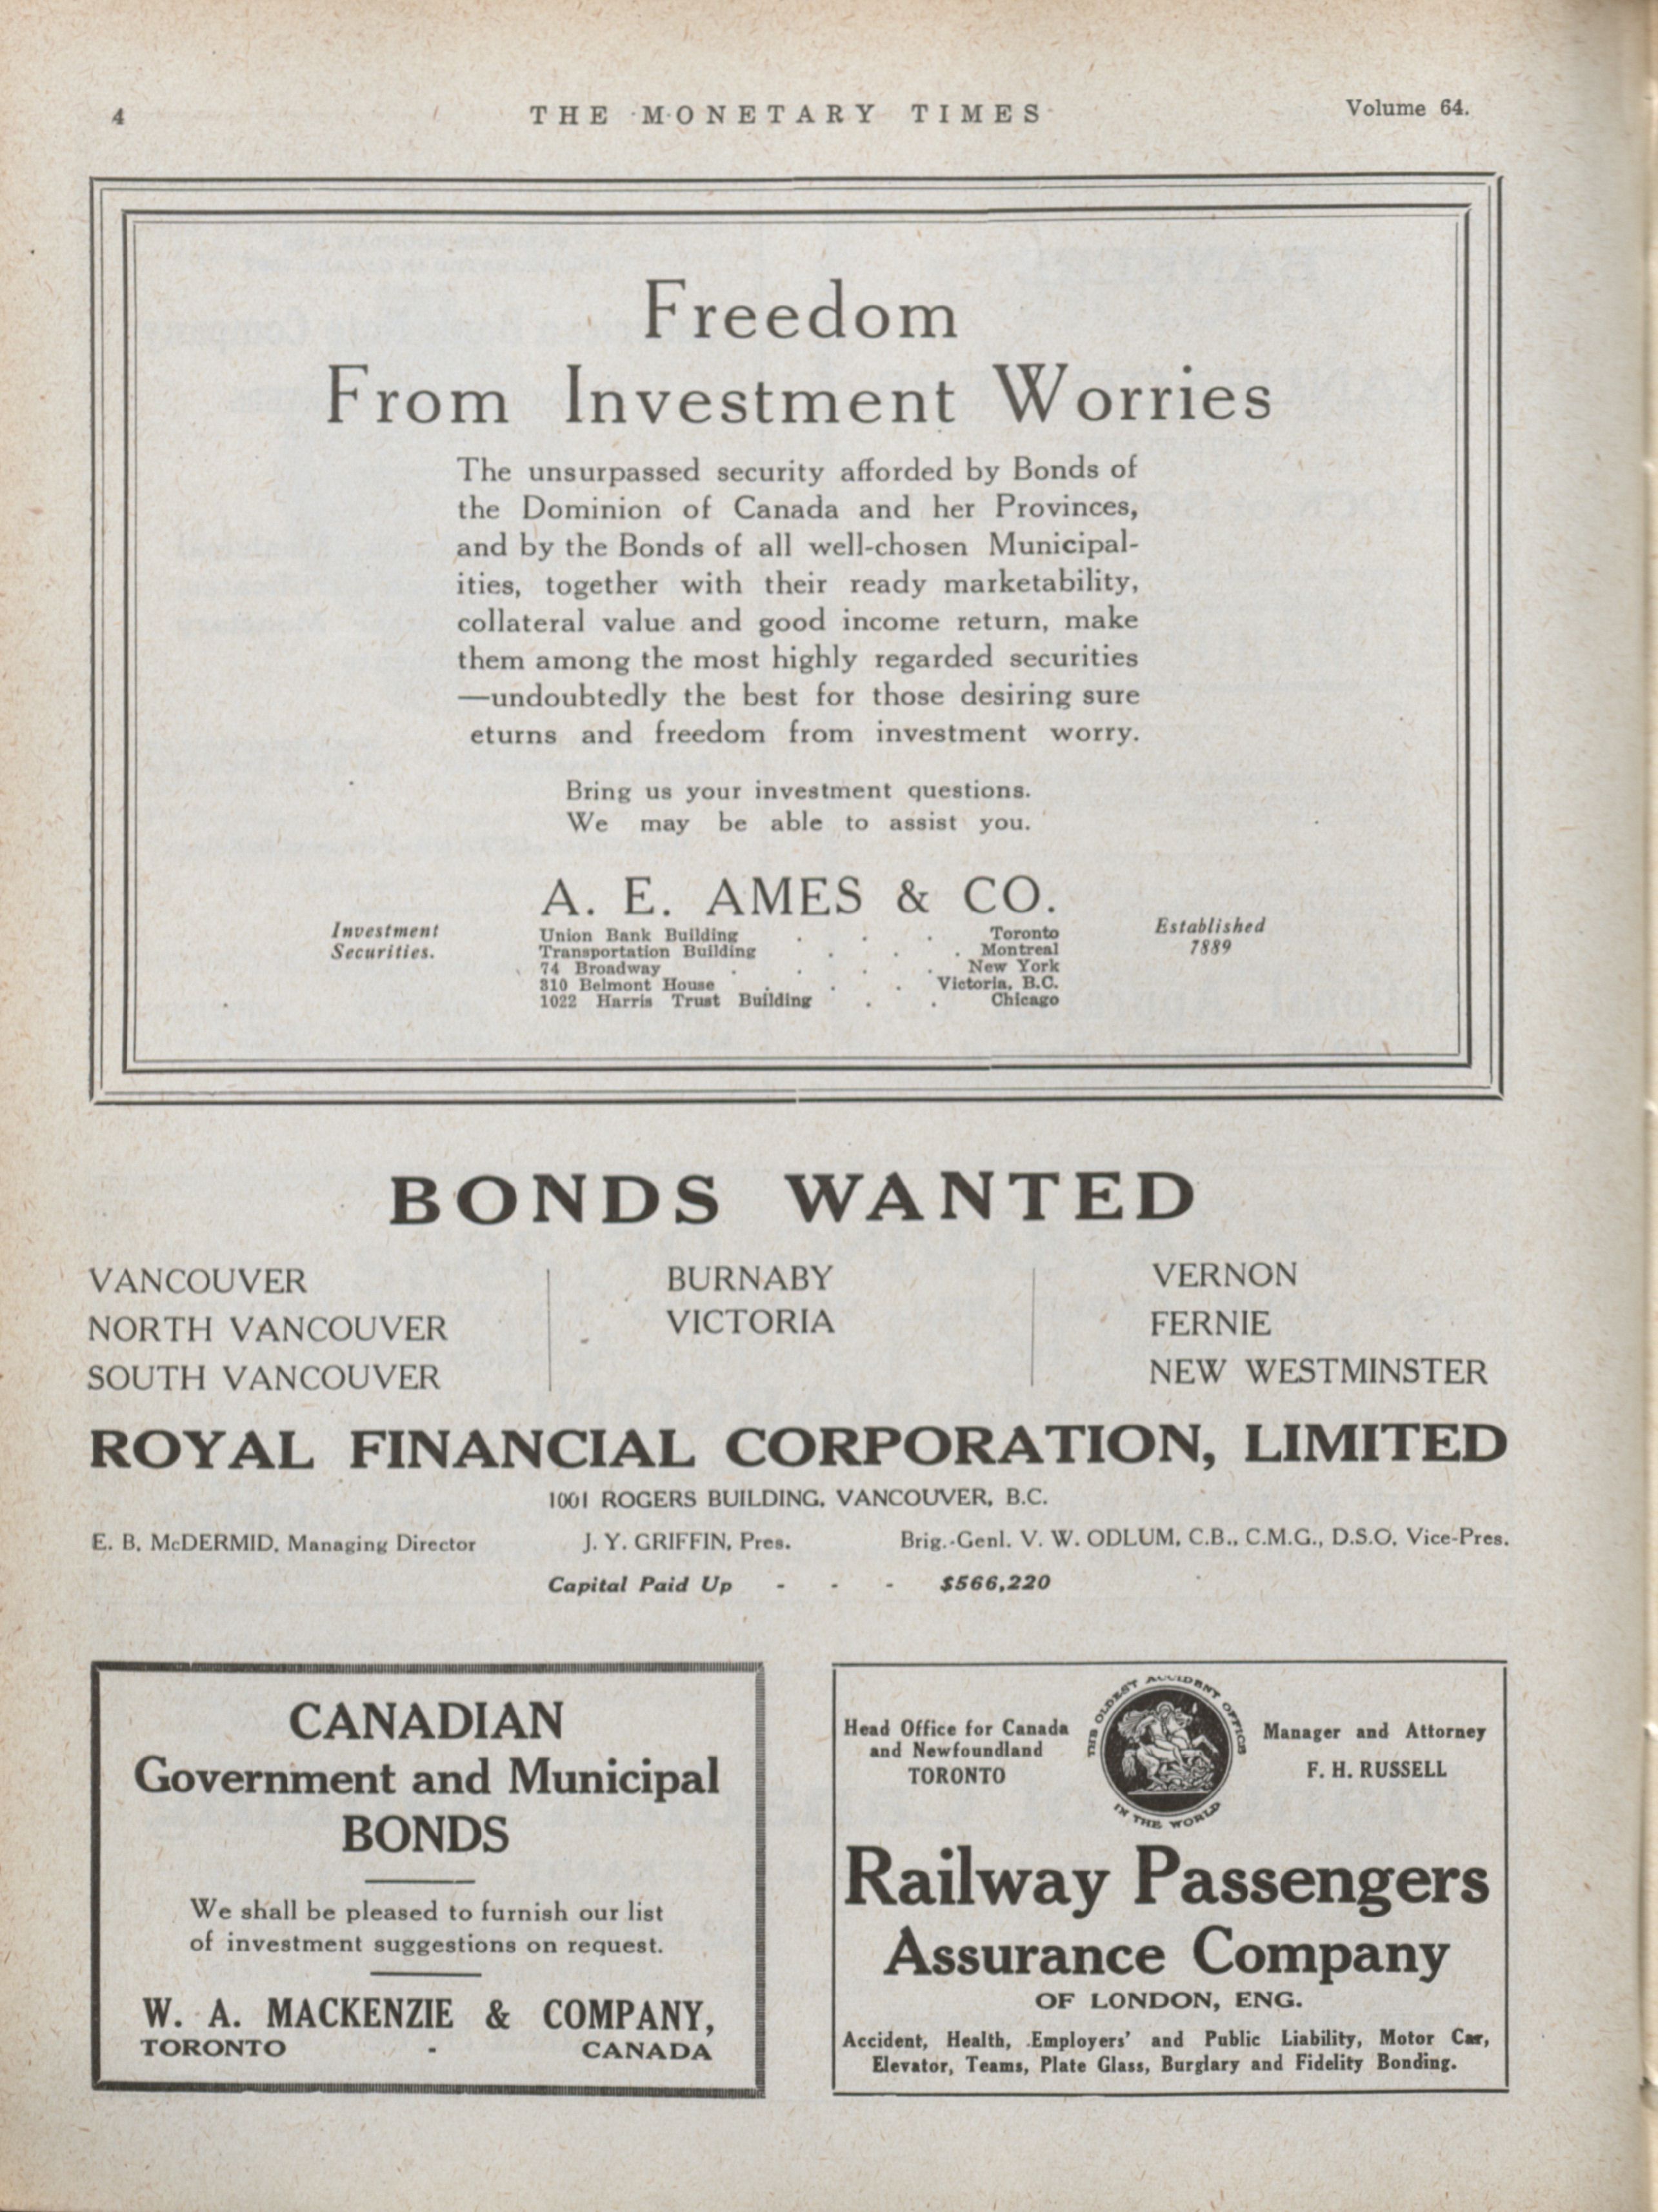 4
THE MONETARY TIMES
Volume 64.
Freedom
From Investment Worries
The unsurpassed security afforded by Bonds of
the Dominion of Canada and her Provinces,
and by the Bonds of all well-chosen Municipal-
ities, together with their ready marketability,
collateral value and good income return, make
them among the most highly regarded securities
—undoubtedly the best for those desiring sure
eturns and freedom from investment worry.
Bring us your investment questions.
We may be able to assist you.
A. E. AMES & CO.
Investment
Securities.
Union Bank Building . . . Toronto
Transportation Building . . . Montreal
74 Broadway . . . . New York
310 Belmont House . . . Victoria, B.C.
1022 Harris Trust Building . . Chicago
Established
1889
BONDS WANTED
VANCOUVER
NORTH VANCOUVER
SOUTH VANCOUVER
BURNABY
VICTORIA
VERNON
FERNIE
NEW WESTMINSTER
ROYAL FINANCIAL CORPORATION, LIMITED
1001 ROGERS BUILDING, VANCOUVER, B.C.
E. B. McDERMID, Managing Director
J. Y. GRIFFIN, Pres.
Brig.-Genl. V. W. ODLUM, C.B., C.M.G., D.S.O. Vice-Pres.
Capital Paid Up - - - $566,220
CANADIAN
Government and Municipal
BONDS
We shall be pleased to furnish our list
of investment suggestions on request.
W. A. MACKENZIE & COMPANY,
TORONTO - CANADA
Head Office for Canada
and Newfoundland
TORONTO
THE OLDEST ACCIDENT OFFICE
IN THE WORLD
Manager and Attorney
F. H. RUSSELL
Railway Passengers
Assurance Company
OF LONDON, ENG.
Accident, Health, Employers' and Public Liability, Motor Car,
Elevator, Teams, Plate Glass, Burglary and Fidelity Bonding.